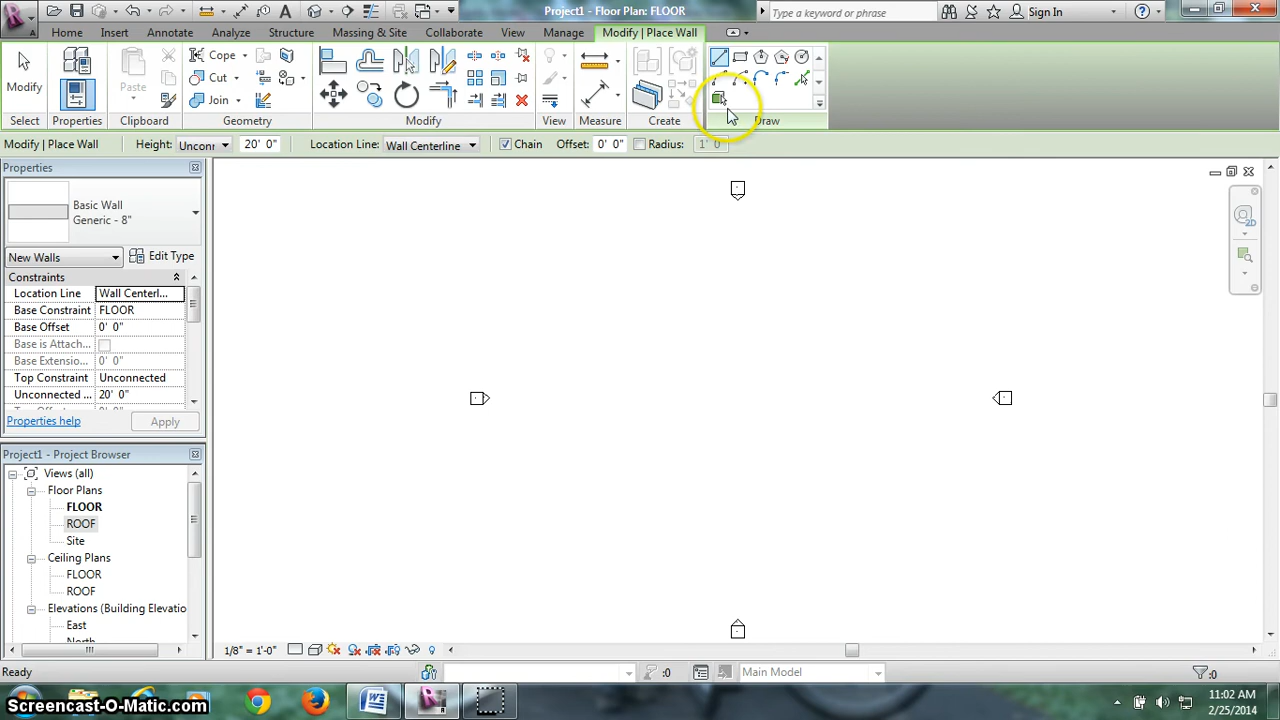 Project1 - Floor Plan: FLOOR
Type a keyword or phrase
Sign In
Home
Insert
Annotate
Analyze
Structure
Massing & Site
Collaborate
View
Manage
Modify | Place Wall
Modify
Paste
Cope
Cut
Join
Select
Properties
Clipboard
Geometry
Modify
View
Measure
Create
Draw
Modify | Place Wall
Height:
Unconr
20' 0"
Location Line:
Wall Centerline
Chain
Offset:
0' 0"
Radius:
1' 0"
Properties
Basic Wall
Generic - 8"
New Walls
Edit Type
Constraints
Location Line
Wall Centerl...
Base Constraint
FLOOR
Base Offset
0' 0"
Base is Attach...
Base Extensio...
0' 0"
Top Constraint
Unconnected
Unconnected ...
20' 0"
Properties help
Apply
Project1 - Project Browser
Views (all)
Floor Plans
FLOOR
ROOF
Site
Ceiling Plans
FLOOR
ROOF
Elevations (Building Elevatio
East
North
2D
1/8" = 1'-0"
Ready
:0
Main Model
:0
Screencast-O-Matic.com
11:02 AM
2/25/2014